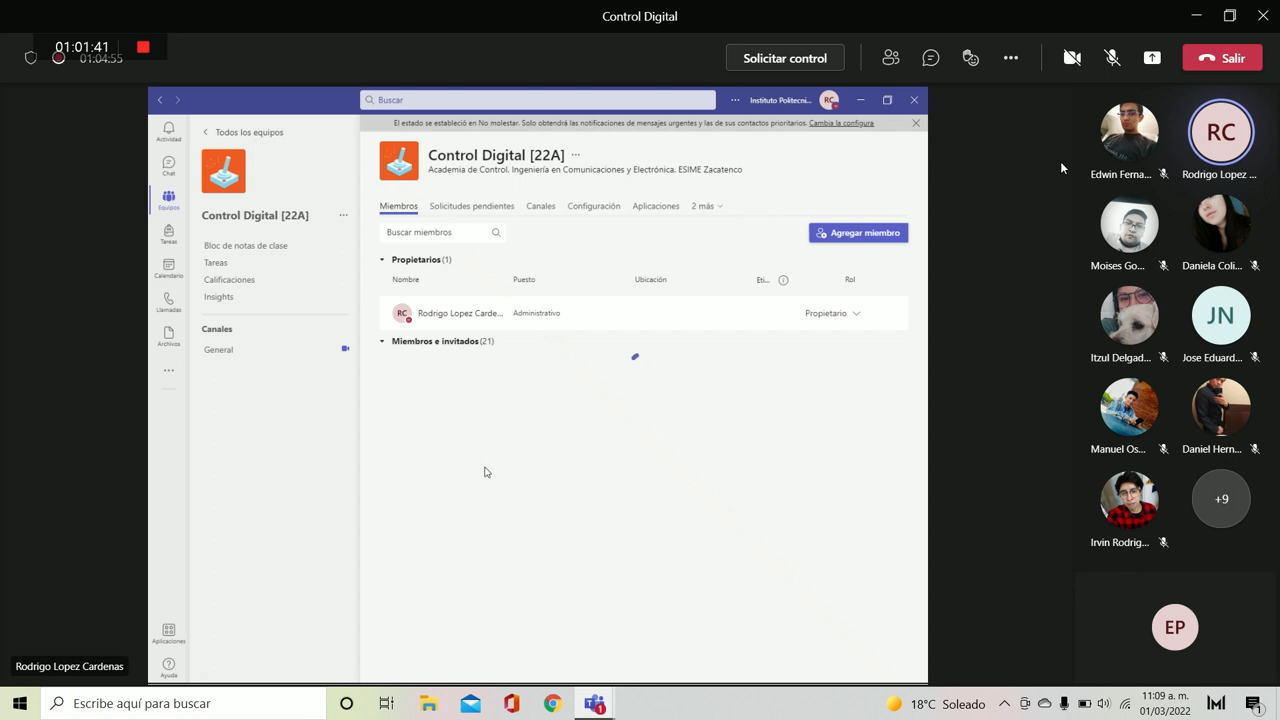 Control Digital
01:01:41
01:04:55
Solicitar control
Salir
Buscar
Instituto Politecni...
RC
El estado se estableció en No molestar. Solo obtendrá las notificaciones de mensajes urgentes y las de sus contactos prioritarios. Cambia la configura
Actividad
Chat
Equipos
Tareas
Calendario
Llamadas
Archivos
Aplicaciones
Ayuda
Todos los equipos
Control Digital [22A]
Bloc de notas de clase
Tareas
Calificaciones
Insights
Canales
General
Control Digital [22A]
Academia de Control. Ingeniería en Comunicaciones y Electrónica. ESIME Zacatenco
Miembros
Solicitudes pendientes
Canales
Configuración
Aplicaciones
2 más
Buscar miembros
Agregar miembro
Propietarios (1)
Nombre
Puesto
Ubicación
Eti...
Rol
RC
Rodrigo Lopez Carde...
Administrativo
Propietario
Miembros e invitados (21)
Edwin Ferna...
RC
Rodrigo Lopez ...
Moises Go...
Daniela Coli...
Itzul Delgad...
JN
Jose Eduard...
Manuel Os...
Daniel Hern...
Irvin Rodrig...
+9
EP
Rodrigo Lopez Cardenas
Escribe aquí para buscar
1
18°C Soleado
11:09 a. m.
01/03/2022
1